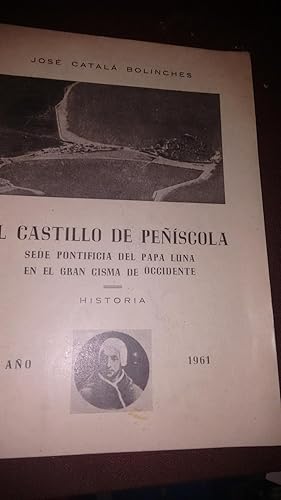 JOSÉ CATALÁ BOLINCHES
L CASTILLO DE PEÑÍSCOLA
SEDE PONTIFICIA DEL PAPA LUNA
EN EL GRAN CISMA DE OCCIDENTE
HISTORIA
AÑO 1961